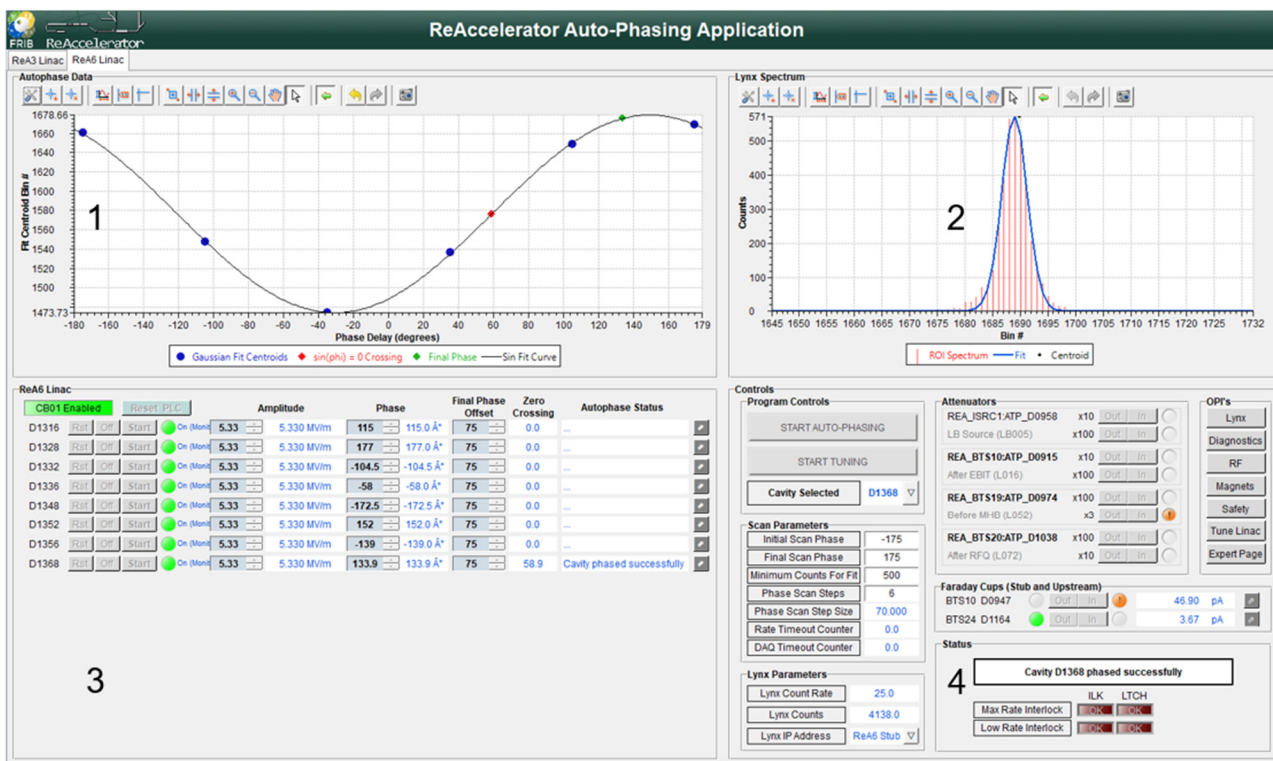 ReAccelerator Auto-Phasing Application
FRIB ReAccelerator
ReA3 Linac ReA6 Linac
Autophase Data
1678.66
1660
1640
1620
1600
1580
1560
1540
1520
1500
1473.73
Fit Centroid Bin #
1
-180 -160 -140 -120 -100 -80 -60 -40 -20 0 20 40 60 80 100 120 140 160 179
Phase Delay (degrees)
Gaussian Fit Centroids sin(phi) = 0 Crossing Final Phase Sin Fit Curve
Lynx Spectrum
571
500
400
300
200
100
0
Counts
2
1645 1650 1655 1660 1665 1670 1675 1680 1685 1690 1695 1700 1705 1710 1715 1720 1725 1732
Bin #
ROI Spectrum Fit Centroid
ReA6 Linac
CB01 Enabled Reset PLC Amplitude Phase Final Phase Offset Zero Crossing Autophase Status
D1316 Rst Off Start On (Monit 5.33 5.330 MV/m 115 115.0 Â° 75 0.0 ...
D1328 Rst Off Start On (Monit 5.33 5.330 MV/m 177 177.0 Â° 75 0.0 ...
D1332 Rst Off Start On (Monit 5.33 5.330 MV/m -104.5 -104.5 Â° 75 0.0 ...
D1336 Rst Off Start On (Monit 5.33 5.330 MV/m -58 -58.0 Â° 75 0.0 ...
D1348 Rst Off Start On (Monit 5.33 5.330 MV/m -172.5 -172.5 Â° 75 0.0 ...
D1352 Rst Off Start On (Monit 5.33 5.330 MV/m 152 152.0 Â° 75 0.0 ...
D1356 Rst Off Start On (Monit 5.33 5.330 MV/m -139 -139.0 Â° 75 0.0 ...
D1368 Rst Off Start On (Monit 5.33 5.330 MV/m 133.9 133.9 Â° 75 58.9 Cavity phased successfully
3
Controls
Program Controls
START AUTO-PHASING
START TUNING
Cavity Selected D1368
Scan Parameters
Initial Scan Phase -175
Final Scan Phase 175
Minimum Counts For Fit 500
Phase Scan Steps 6
Phase Scan Step Size 70.000
Rate Timeout Counter 0.0
DAQ Timeout Counter 0.0
Lynx Parameters
Lynx Count Rate 25.0
Lynx Counts 4138.0
Lynx IP Address ReA6 Stub
Attenuators
REA_ISRC1:ATP_D0958 x10 Out In
LB Source (LB005) x100 Out In
REA_BTS10:ATP_D0915 x10 Out In
After EBIT (L016) x100 Out In
REA_BTS19:ATP_D0974 x100 Out In
Before MHB (L052) x3 Out In
REA_BTS20:ATP_D1038 x100 Out In
After RFQ (L072) x10 Out In
OPI's
Lynx
Diagnostics
RF
Magnets
Safety
Tune Linac
Expert Page
Faraday Cups (Stub and Upstream)
BTS10 D0947 Out In 46.90 pA
BTS24 D1164 Out In 3.67 pA
Status
4
Cavity D1368 phased successfully
ILK LTCH
Max Rate Interlock OK OK
Low Rate Interlock OK OK